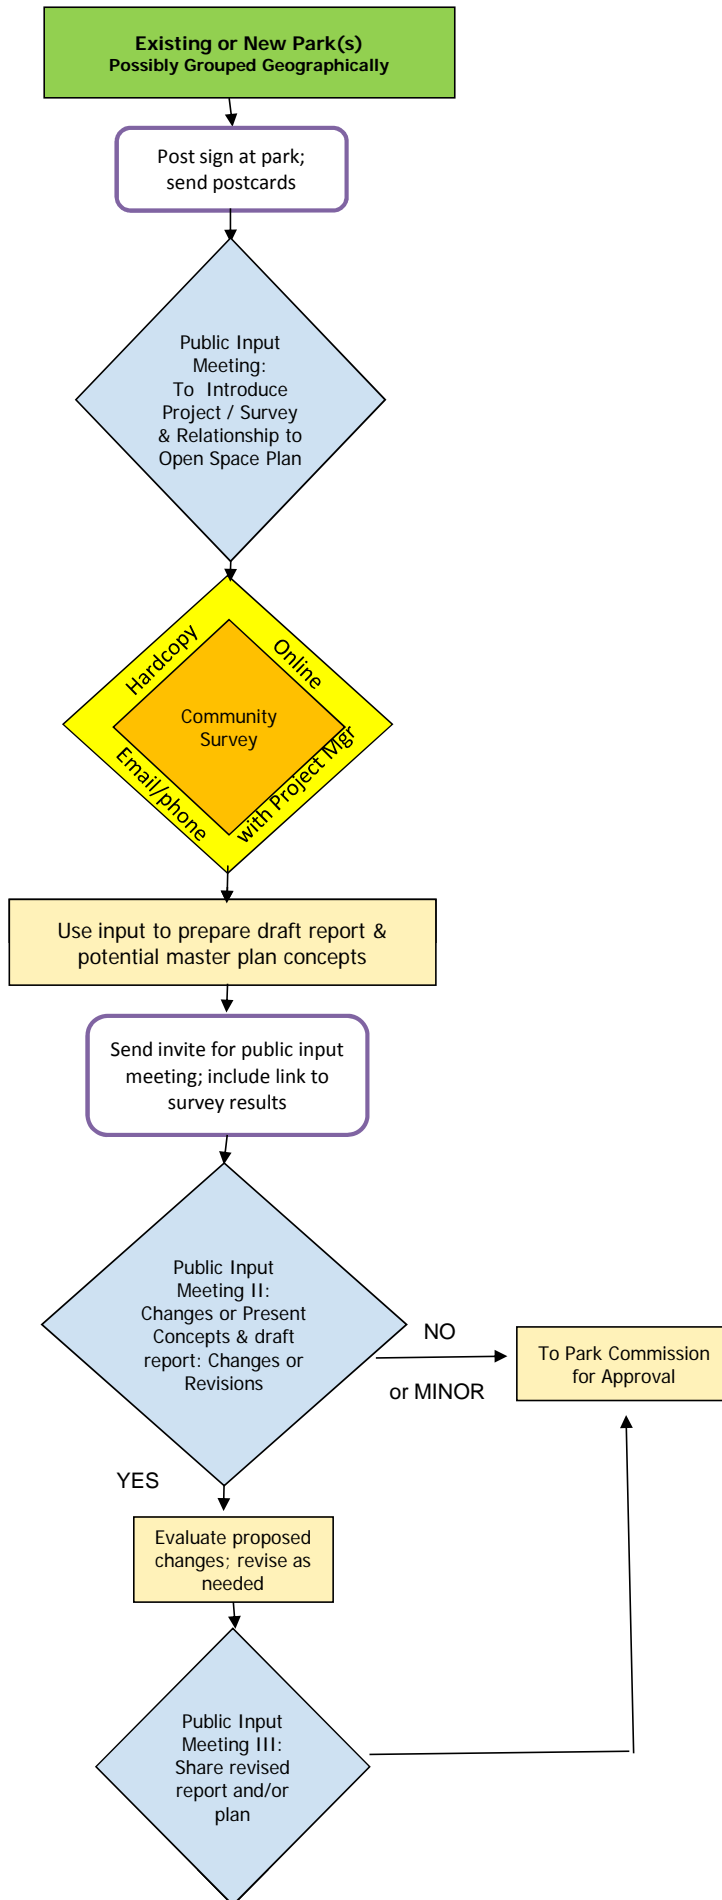 Existing or New Park(s)
Possibly Grouped Geographically
Post sign at park;
send postcards
Public Input
Meeting:
To Introduce
Project / Survey
& Relationship to
Open Space Plan
Hardcopy
Online
Community
Survey
Email/phone
with Project Mgr
Use input to prepare draft report &
potential master plan concepts
Send invite for public input
meeting; include link to
survey results
Public Input
Meeting II:
Changes or Present
Concepts & draft
report: Changes or
Revisions
NO
or MINOR
To Park Commission
for Approval
YES
Evaluate proposed
changes; revise as
needed
Public Input
Meeting III:
Share revised
report and/or
plan